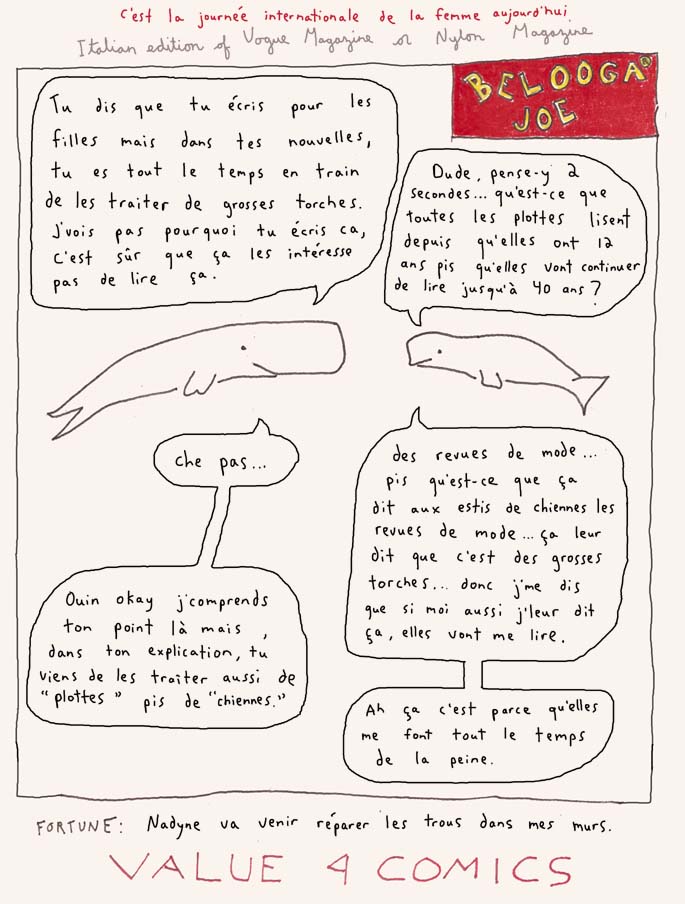 c'est la journée internationale de la femme aujourd'hui
Italian edition of Vogue Magazine or Nylon Magazine
BELOOGA
JOE
Tu dis que tu écris pour les
filles mais dans tes nouvelles,
tu es tout le temps en train
de les traiter de grosses torches.
J'vois pas pourquoi tu écris ca,
c'est sûr que ça les intéresse
pas de lire ça.
Dude, pense-y 2
secondes... qu'est-ce que
toutes les plottes lisent
depuis qu'elles ont 12
ans pis qu'elles vont continuer
de lire jusqu'à 40 ans?
che pas...
des revues de mode...
pis qu'est-ce que ça
dit aux estis de chiennes les
revues de mode... ça leur
dit que c'est des grosses
torches... donc j'me dis
que si moi aussi j'leur dit
ça, elles vont me lire.
Ouin okay j'comprends
ton point là mais,
dans ton explication, tu
viens de les traiter aussi de
"plottes" pis de "chiennes."
Ah ça c'est parce qu'elles
me font tout le temps
de la peine.
FORTUNE: Nadyne va venir réparer les trous dans mes murs.
VALUE 4 COMICS